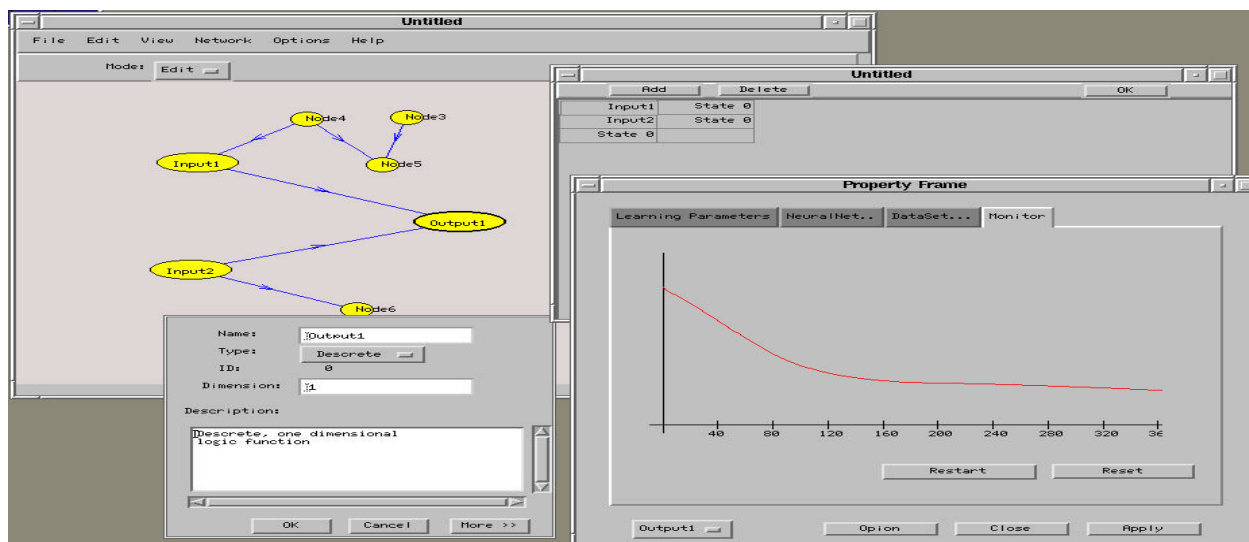 Untitled
File Edit View Network Options Help
Mode: Edit
Node4
Node3
Input1
Node5
Output1
Input2
Node6
Untitled
Add Delete OK
Input1 State 0
Input2 State 0
State 0
Property Frame
Learning Parameters NeuralNet.. DataSet... Monitor
40 80 120 160 200 240 280 320 36
Restart Reset
Output1 Opion Close Apply
Name: Output1
Type: Descrete
ID: 0
Dimension: 1
Description:
Descrete, one dimensional
logic function
OK Cancel More >>